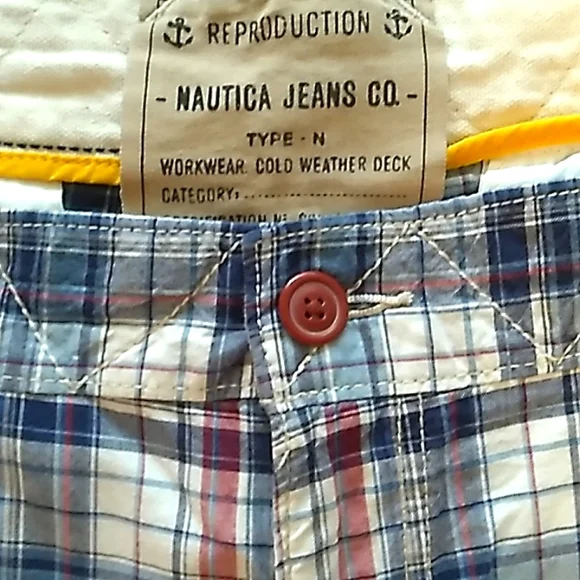 REPRODUCTION
- NAUTICA JEANS CO. -
TYPE - N
WORKWEAR. COLD WEATHER DECK
CATEGORY: